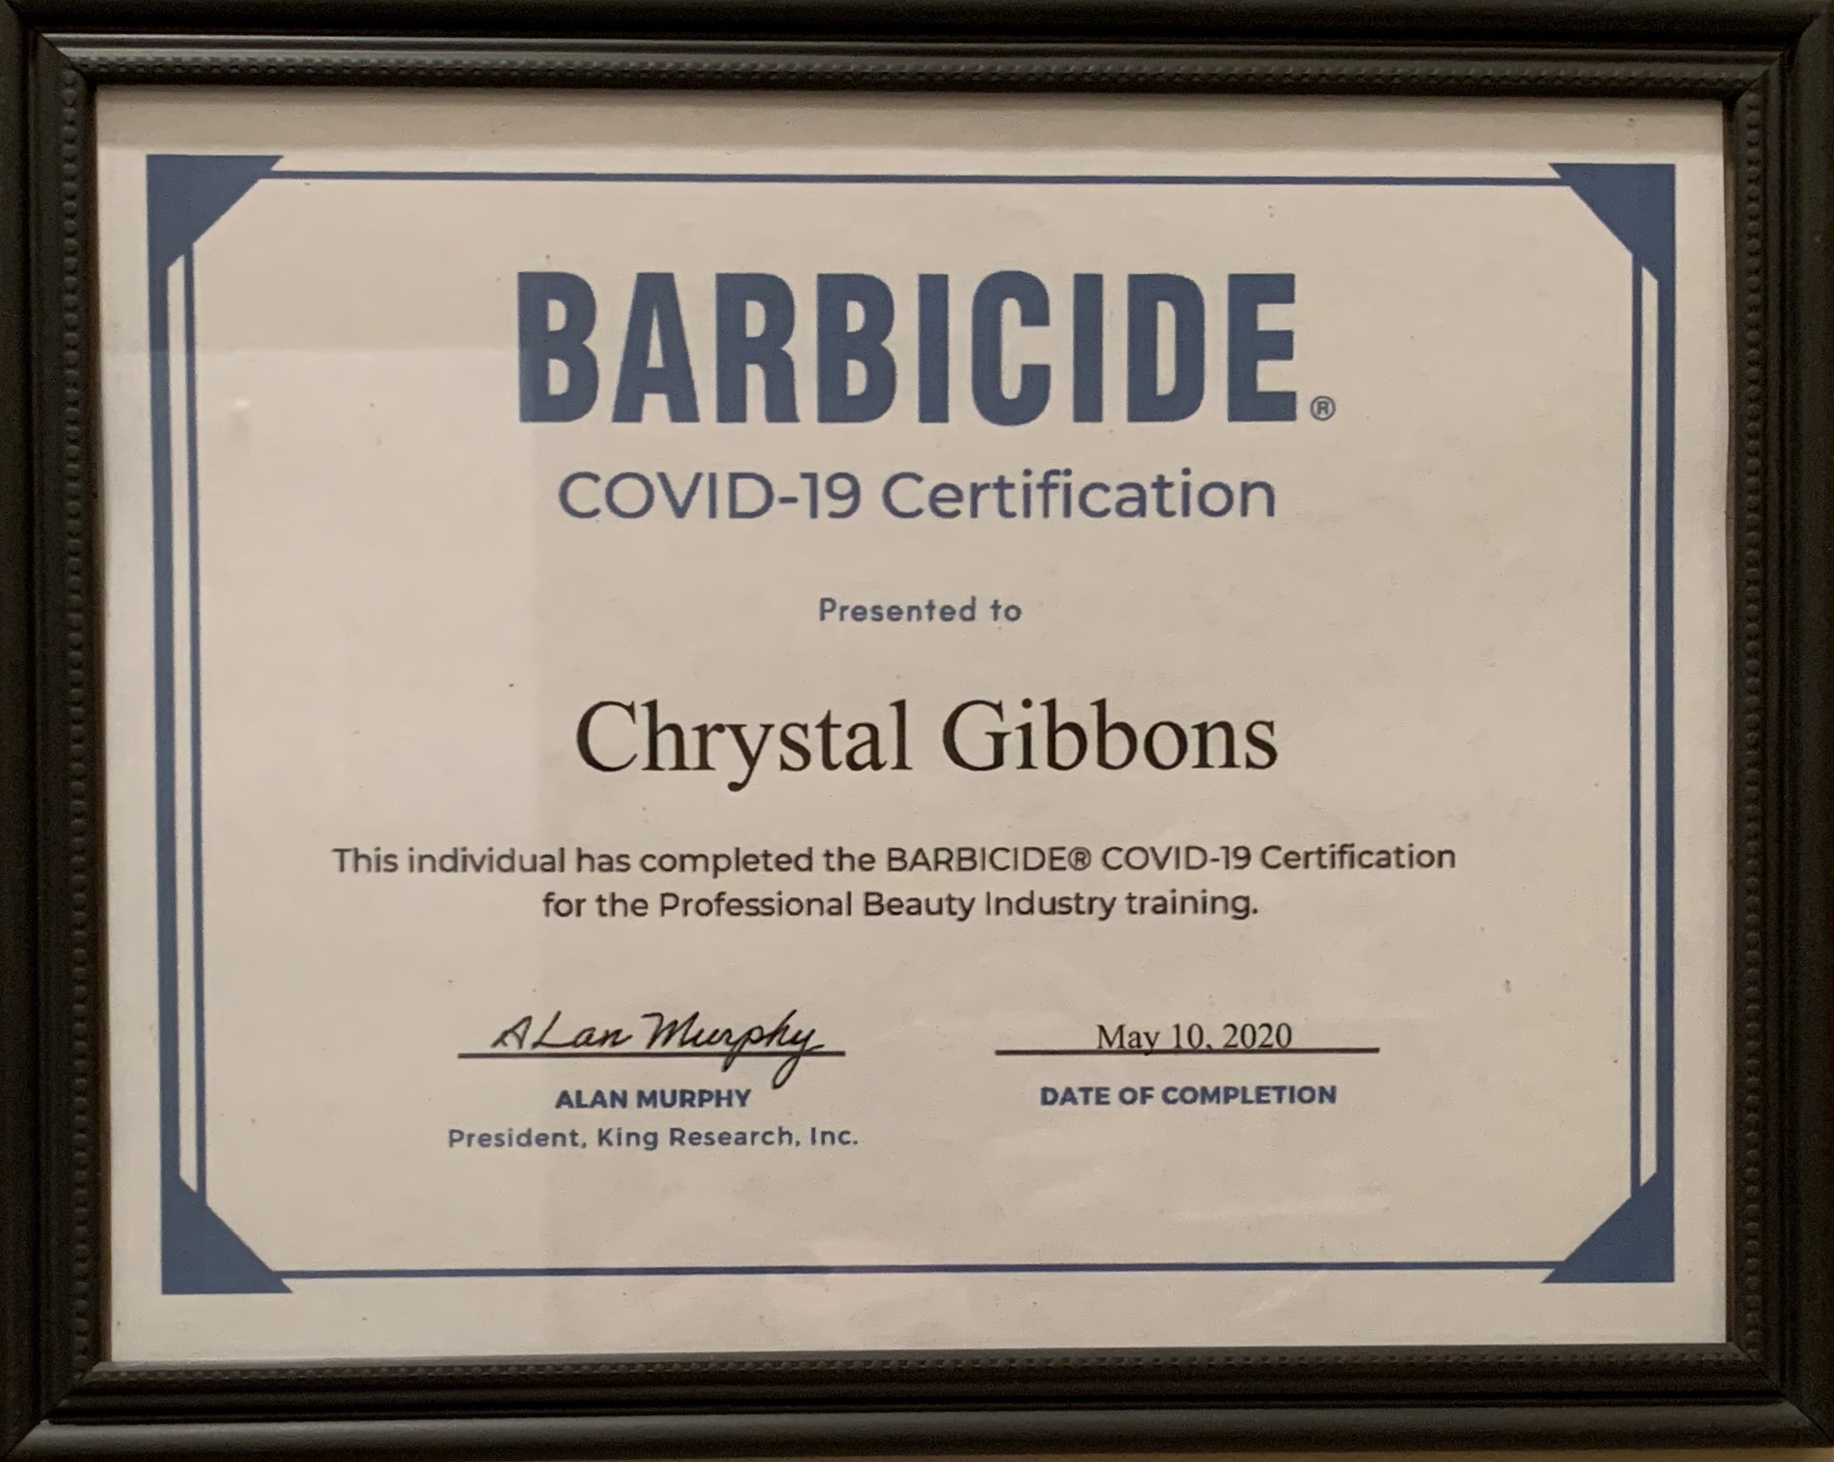 BARBICIDE®
COVID-19 Certification
Presented to
Chrystal Gibbons
This individual has completed the BARBICIDE® COVID-19 Certification
for the Professional Beauty Industry training.
ALan Murphy
May 10, 2020
ALAN MURPHY
DATE OF COMPLETION
President, King Research, Inc.